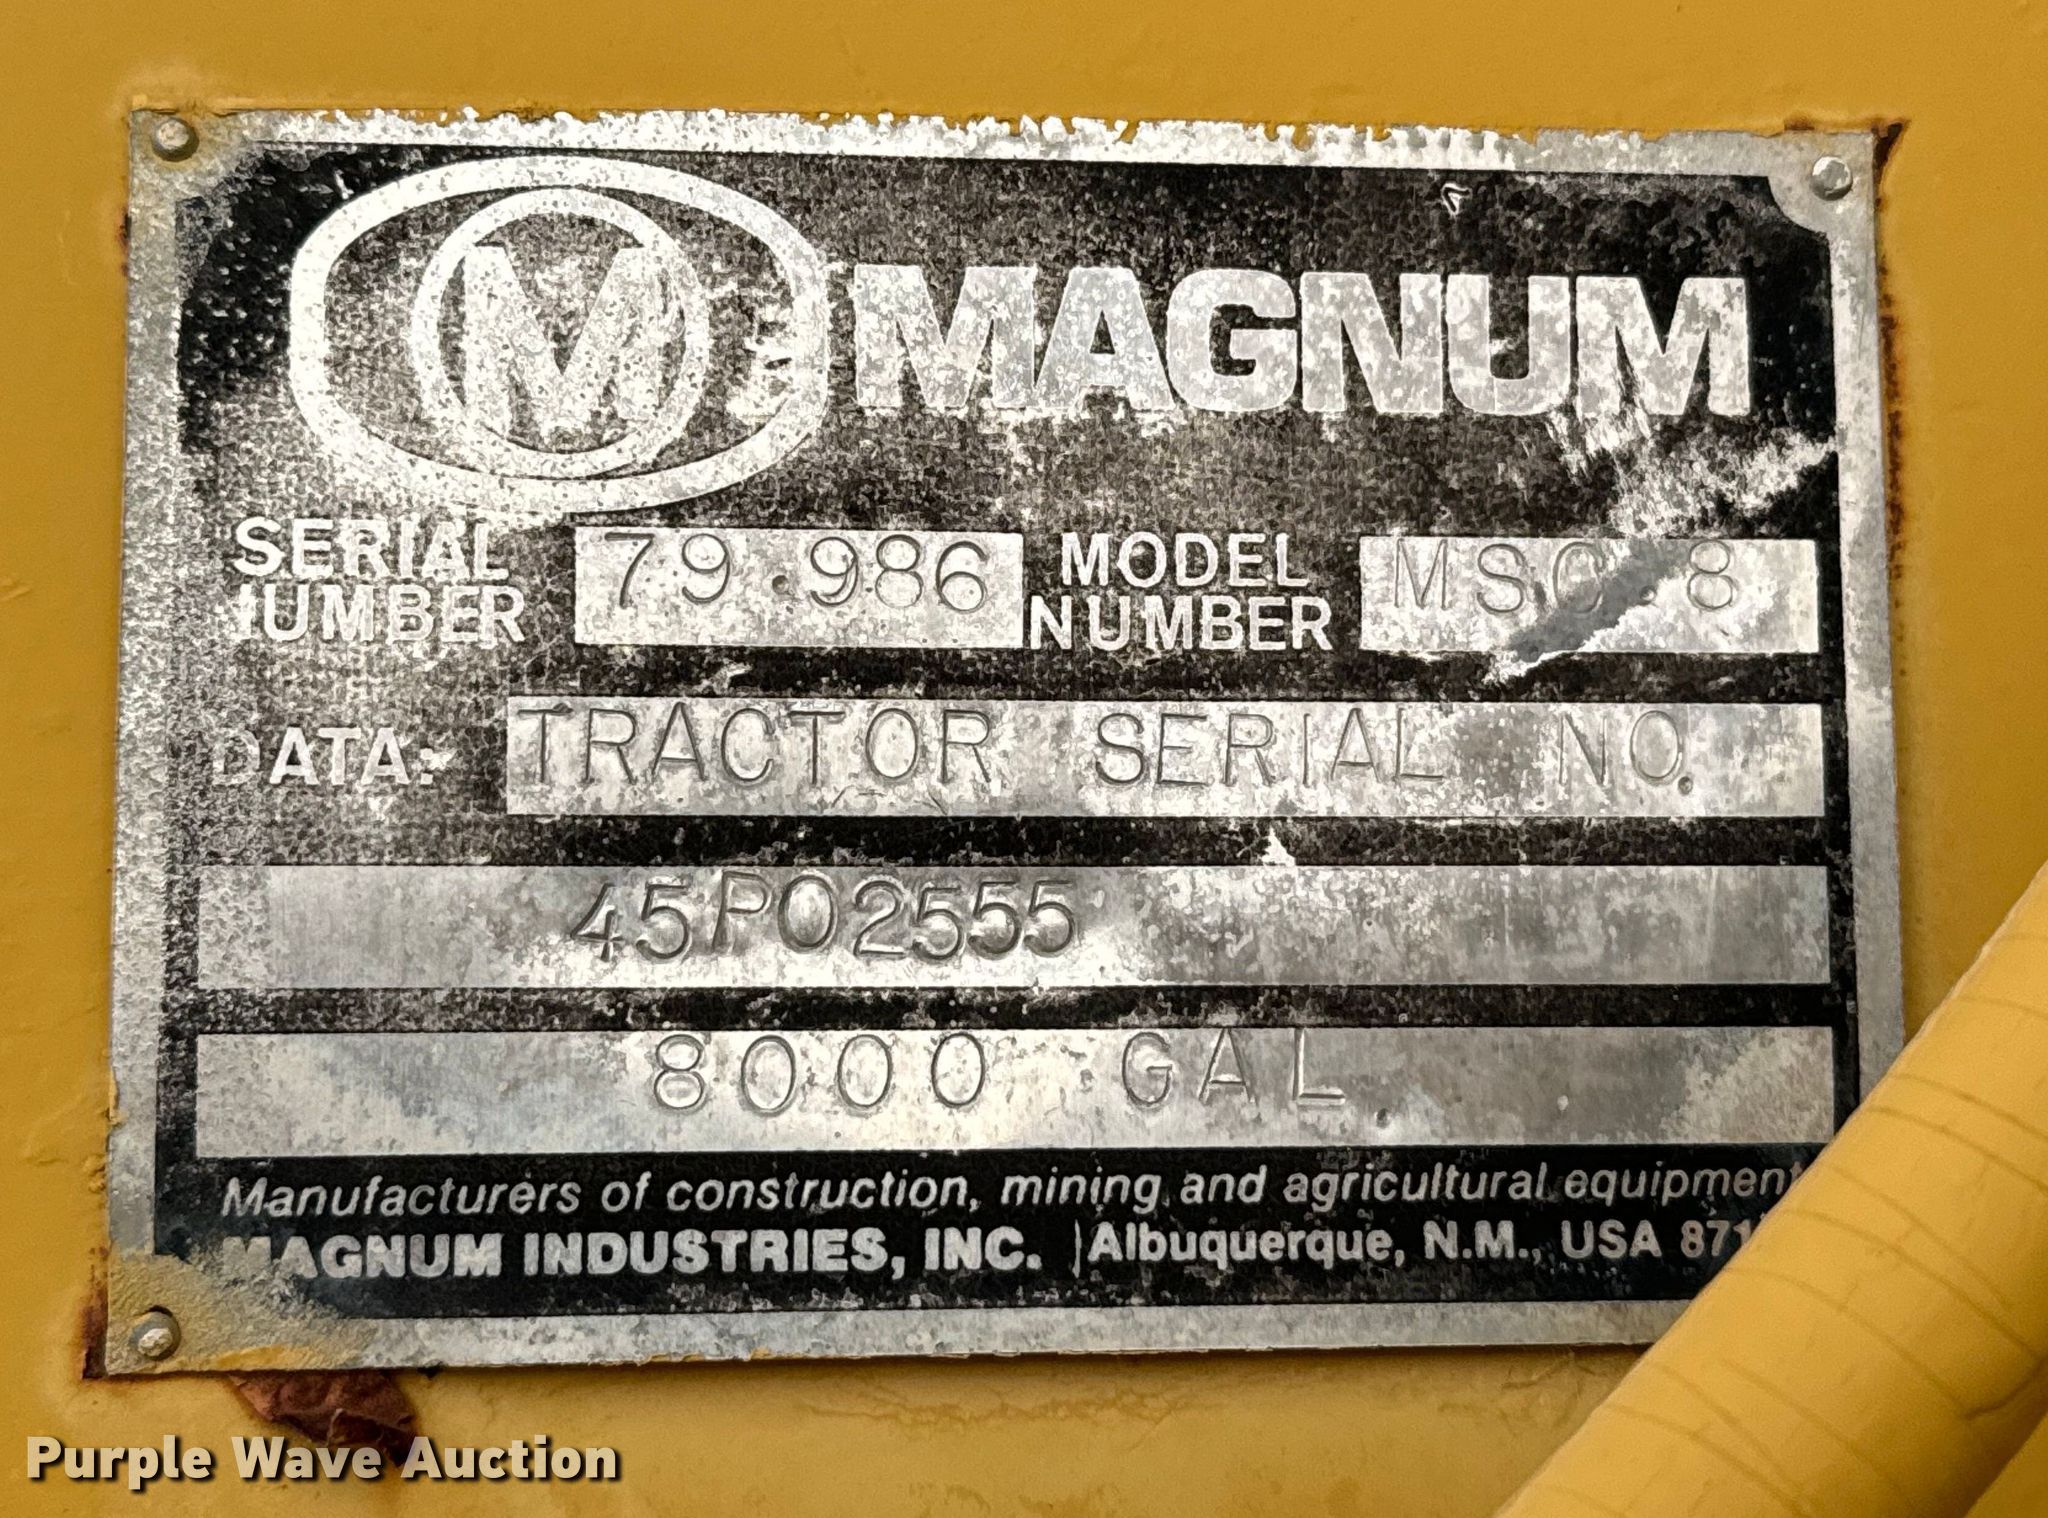 M MAGNUM
SERIAL NUMBER 79.986 MODEL NUMBER
DATA: TRACTOR SERIAL NO.
45PO2555
8000 GAL.
Manufacturers of construction, mining and agricultural equipment
MAGNUM INDUSTRIES, INC. Albuquerque, N.M., USA
Purple Wave Auction